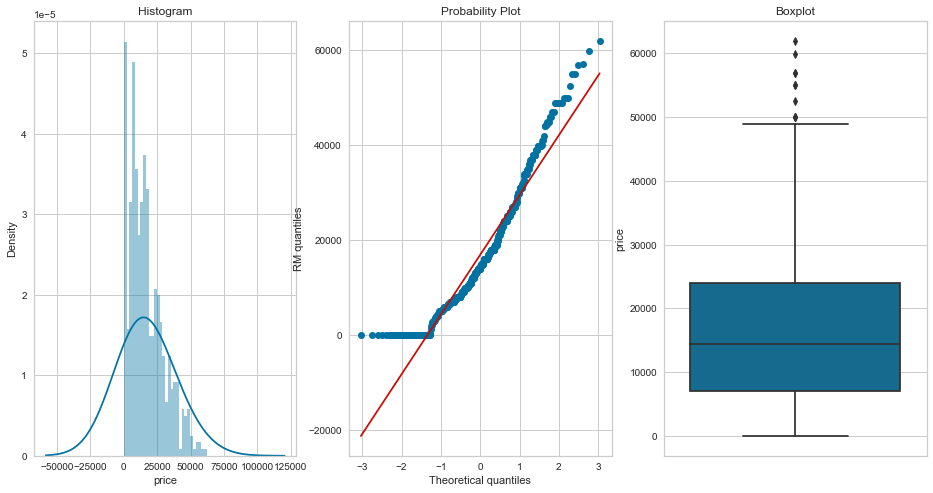 Histogram
1e−5
5
4
3
2
1
0
Density
−50000 −25000 0 25000 50000 75000 100000 125000
price
Probability Plot
60000
40000
20000
0
−20000
RM quantiles
−3 −2 −1 0 1 2 3
Theoretical quantiles
Boxplot
60000
50000
40000
30000
20000
10000
0
price